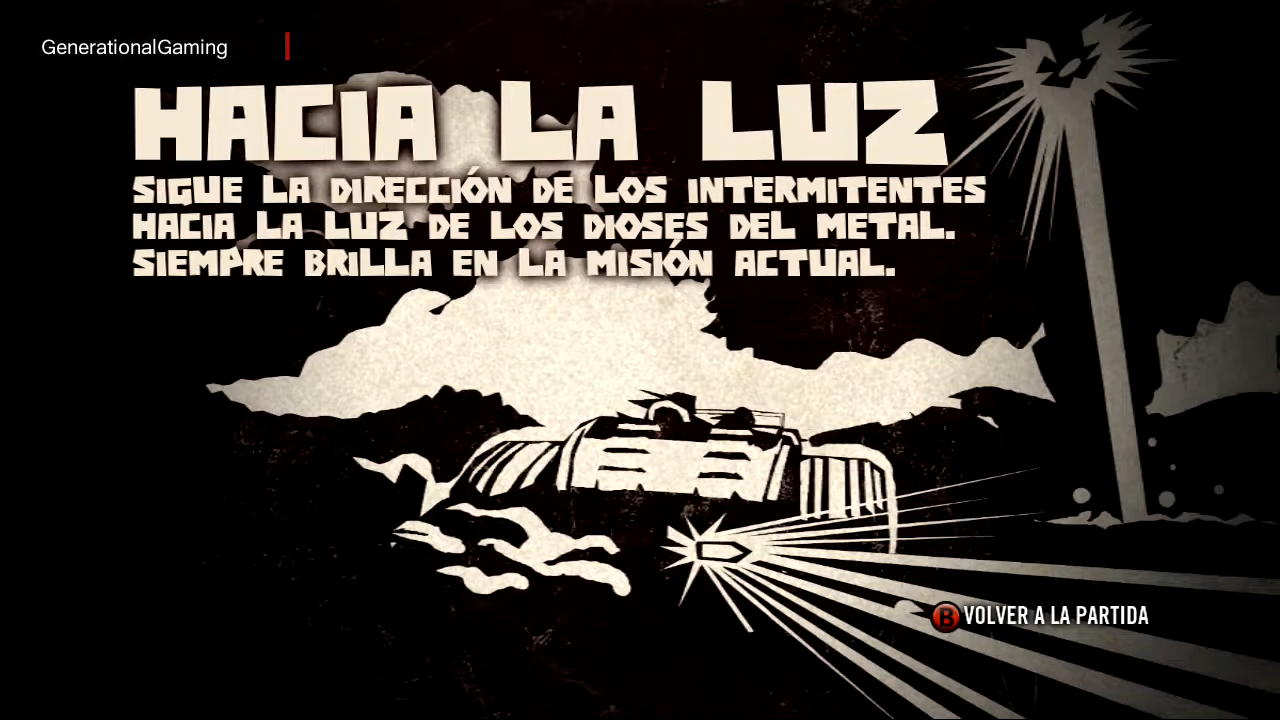 GenerationalGaming
HACIA LA LUZ
SIGUE LA DIRECCIÓN DE LOS INTERMITENTES
HACIA LA LUZ DE LOS DIOSES DEL METAL.
SIEMPRE BRILLA EN LA MISIÓN ACTUAL.
B VOLVER A LA PARTIDA